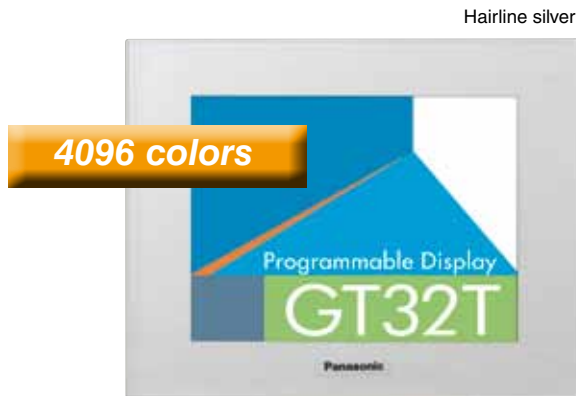 Hairline silver
4096 colors
Programmable Display
GT32T
Panasonic